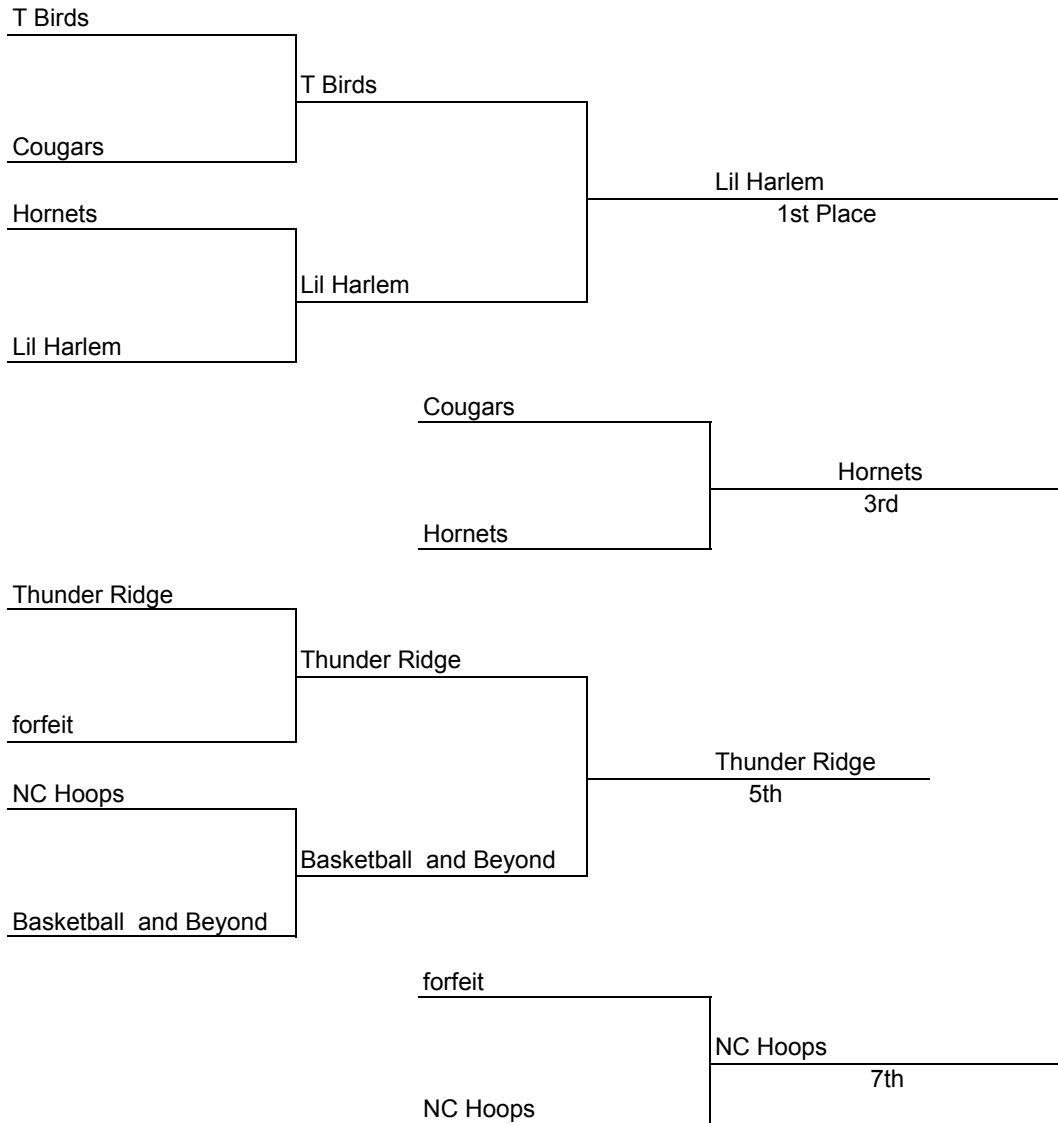 T Birds
T Birds
Cougars
Lil Harlem
Hornets
1st Place
Lil Harlem
Lil Harlem
Cougars
Hornets
3rd
Hornets
Thunder Ridge
Thunder Ridge
forfeit
Thunder Ridge
NC Hoops
5th
Basketball  and Beyond
Basketball  and Beyond
forfeit
NC Hoops
7th
NC Hoops